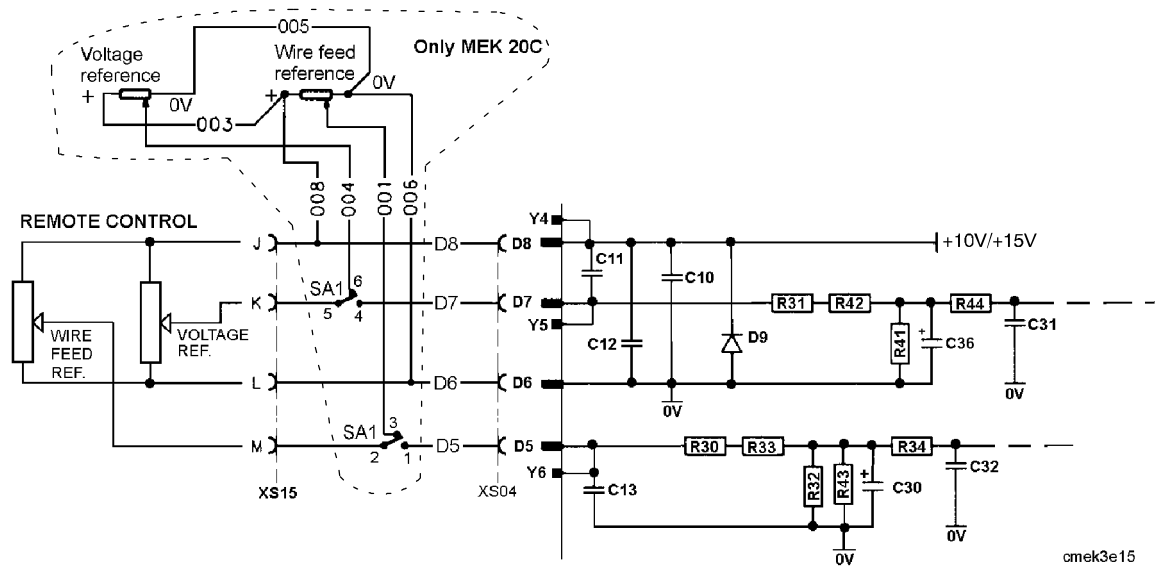 005
Only MEK 20C
Voltage
reference
Wire feed
reference
+
0V
+
0V
003
008
004
001
006
REMOTE CONTROL
WIRE
FEED
REF.
VOLTAGE
REF.
J
K
L
M
XS15
SA1
6
5
4
SA1
3
2
1
D8
D7
D6
D5
XS04
Y4
D8
D7
Y5
D6
D5
Y6
C11
C10
C12
D9
+10V/+15V
R31
R42
R41
+
C36
R44
C31
0V
0V
R30
R33
R32
R43
+
C30
R34
C32
C13
0V
0V
cmek3e15